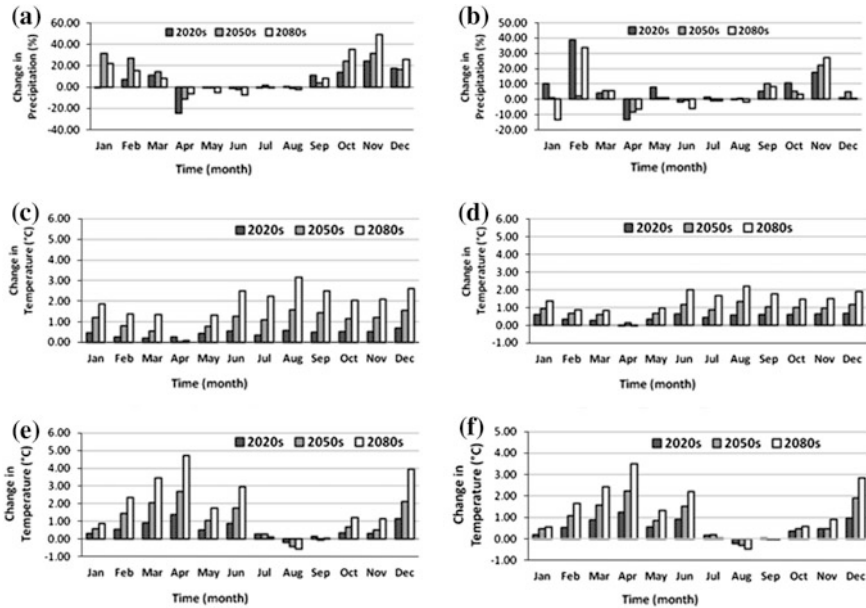 (a)
■ 2020s ■ 2050s □ 2080s
Change in
Precipitation (%)
60.00
40.00
20.00
0.00
-20.00
-40.00
Jan Feb Mar Apr May Jun Jul Aug Sep Oct Nov Dec
Time (month)
(b)
■ 2020s ■ 2050s □ 2080s
Change in
Precipitation (%)
50.00
40.00
30.00
20.00
10.00
0.00
-10.00
-20.00
Jan Feb Mar Apr May Jun Jul Aug Sep Oct Nov Dec
Time (month)
(c)
■ 2020s ■ 2050s □ 2080s
Change in
Temperature (°C)
6.00
5.00
4.00
3.00
2.00
1.00
0.00
Jan Feb Mar Apr May Jun Jul Aug Sep Oct Nov Dec
Time (month)
(d)
■ 2020s ■ 2050s □ 2080s
Change in
Temperature (°C)
6.00
5.00
4.00
3.00
2.00
1.00
0.00
-1.00
Jan Feb Mar Apr May Jun Jul Aug Sep Oct Nov Dec
Time (month)
(e)
■ 2020s ■ 2050s □ 2080s
Change in
Temperature (°C)
6.00
5.00
4.00
3.00
2.00
1.00
0.00
-1.00
Jan Feb Mar Apr May Jun Jul Aug Sep Oct Nov Dec
Time (month)
(f)
■ 2020s ■ 2050s □ 2080s
Change in
Temperature (°C)
5.00
4.00
3.00
2.00
1.00
0.00
-1.00
Jan Feb Mar Apr May Jun Jul Aug Sep Oct Nov Dec
Time (month)